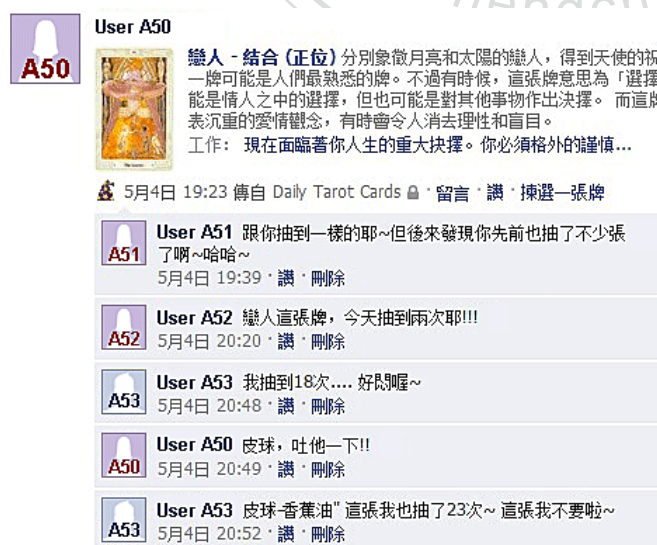 User A50
A50
戀人 - 結合 (正位) 分別象徵月亮和太陽的戀人，得到天使的祝
一牌可能是人們最熟悉的牌。不過有時候，這張牌意思為「選擇
能是情人之中的選擇，但也可能是對其他事物作出決擇。 而這牌
表沉重的愛情觀念，有時會令人消去理性和盲目。
工作： 現在面臨著你人生的重大抉擇。你必須格外的謹慎...
5月4日 19:23 傳自 Daily Tarot Cards · 留言 · 讚 · 揀選一張牌
A51
User A51 跟你抽到一樣的耶~但後來發現你先前也抽了不少張
了啊~哈哈~
5月4日 19:39 · 讚 · 刪除
A52
User A52 戀人這張牌，今天抽到兩次耶!!!
5月4日 20:20 · 讚 · 刪除
A53
User A53 我抽到18次.... 好悶喔~
5月4日 20:48 · 讚 · 刪除
A50
User A50 皮球，吐他一下!!
5月4日 20:49 · 讚 · 刪除
A53
User A53 皮球-香蕉油" 這張我也抽了23次~ 這張我不要啦~
5月4日 20:52 · 讚 · 刪除